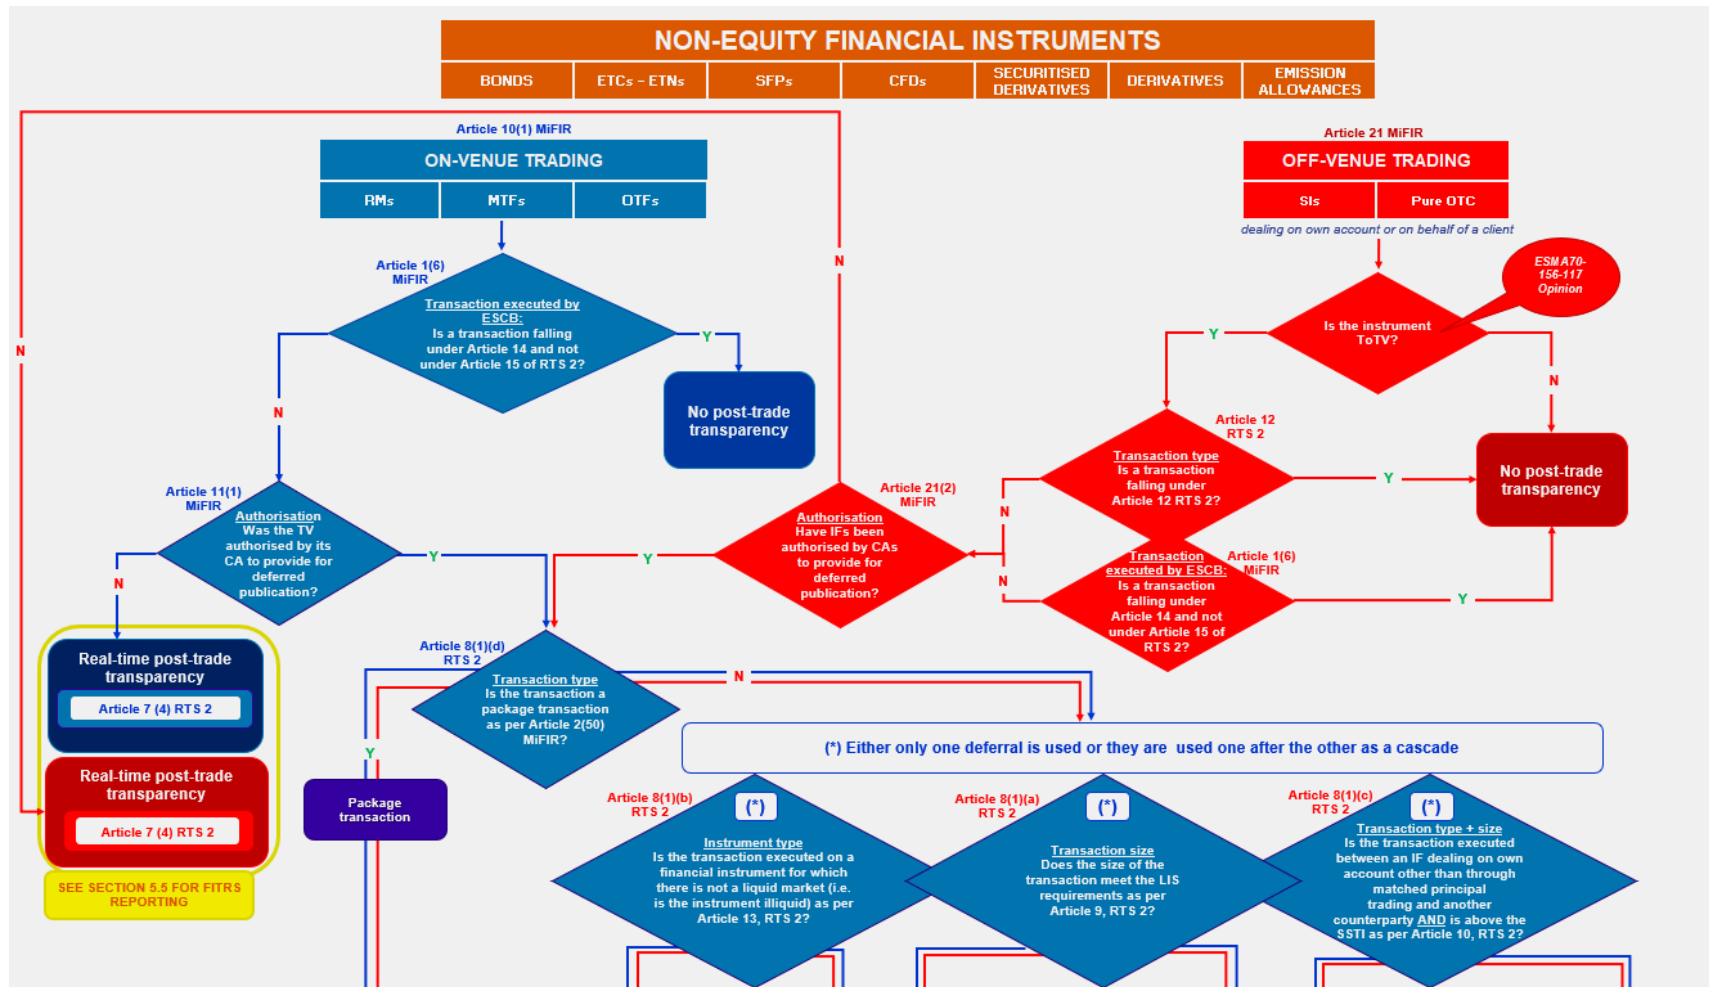 NON-EQUITY FINANCIAL INSTRUMENTS
BONDS
ETCs – ETNs
SFPs
CFDs
SECURITISED
DERIVATIVES
DERIVATIVES
EMISSION
ALLOWANCES
Article 10(1) MiFIR
ON-VENUE TRADING
RMs
MTFs
OTFs
Article 21 MiFIR
OFF-VENUE TRADING
SIs
Pure OTC
dealing on own account or on behalf of a client
ESMA70-
156-117
Opinion
Article 1(6)
MiFIR
Transaction executed by
ESCB:
Is a transaction falling
under Article 14 and not
under Article 15 of RTS 2?
Y
N
N
N
No post-trade
transparency
Is the instrument
ToTV?
Y
N
Article 12
RTS 2
Transaction type
Is a transaction
falling under
Article 12 RTS 2?
Y
N
No post-trade
transparency
Article 11(1)
MiFIR
Authorisation
Was the TV
authorised by its
CA to provide for
deferred
publication?
N
Y
Article 21(2)
MiFIR
Authorisation
Have IFs been
authorised by CAs
to provide for
deferred
publication?
Y
Transaction
executed by ESCB:
Is a transaction
falling under
Article 14 and not
under Article 15 of
RTS 2?
Article 1(6)
MiFIR
N
Y
Real-time post-trade
transparency
Article 7 (4) RTS 2
Real-time post-trade
transparency
Article 7 (4) RTS 2
SEE SECTION 5.5 FOR FITRS
REPORTING
Article 8(1)(d)
RTS 2
Transaction type
Is the transaction a
package transaction
as per Article 2(50)
MiFIR?
N
Y
Package
transaction
(*) Either only one deferral is used or they are used one after the other as a cascade
Article 8(1)(b)
RTS 2
(*)
Instrument type
Is the transaction executed on a
financial instrument for which
there is not a liquid market (i.e.
is the instrument illiquid) as per
Article 13, RTS 2?
Article 8(1)(a)
RTS 2
(*)
Transaction size
Does the size of the
transaction meet the LIS
requirements as per
Article 9, RTS 2?
Article 8(1)(c)
RTS 2
(*)
Transaction type + size
Is the transaction executed
between an IF dealing on own
account other than through
matched principal
trading and another
counterparty AND is above the
SSTI as per Article 10, RTS 2?